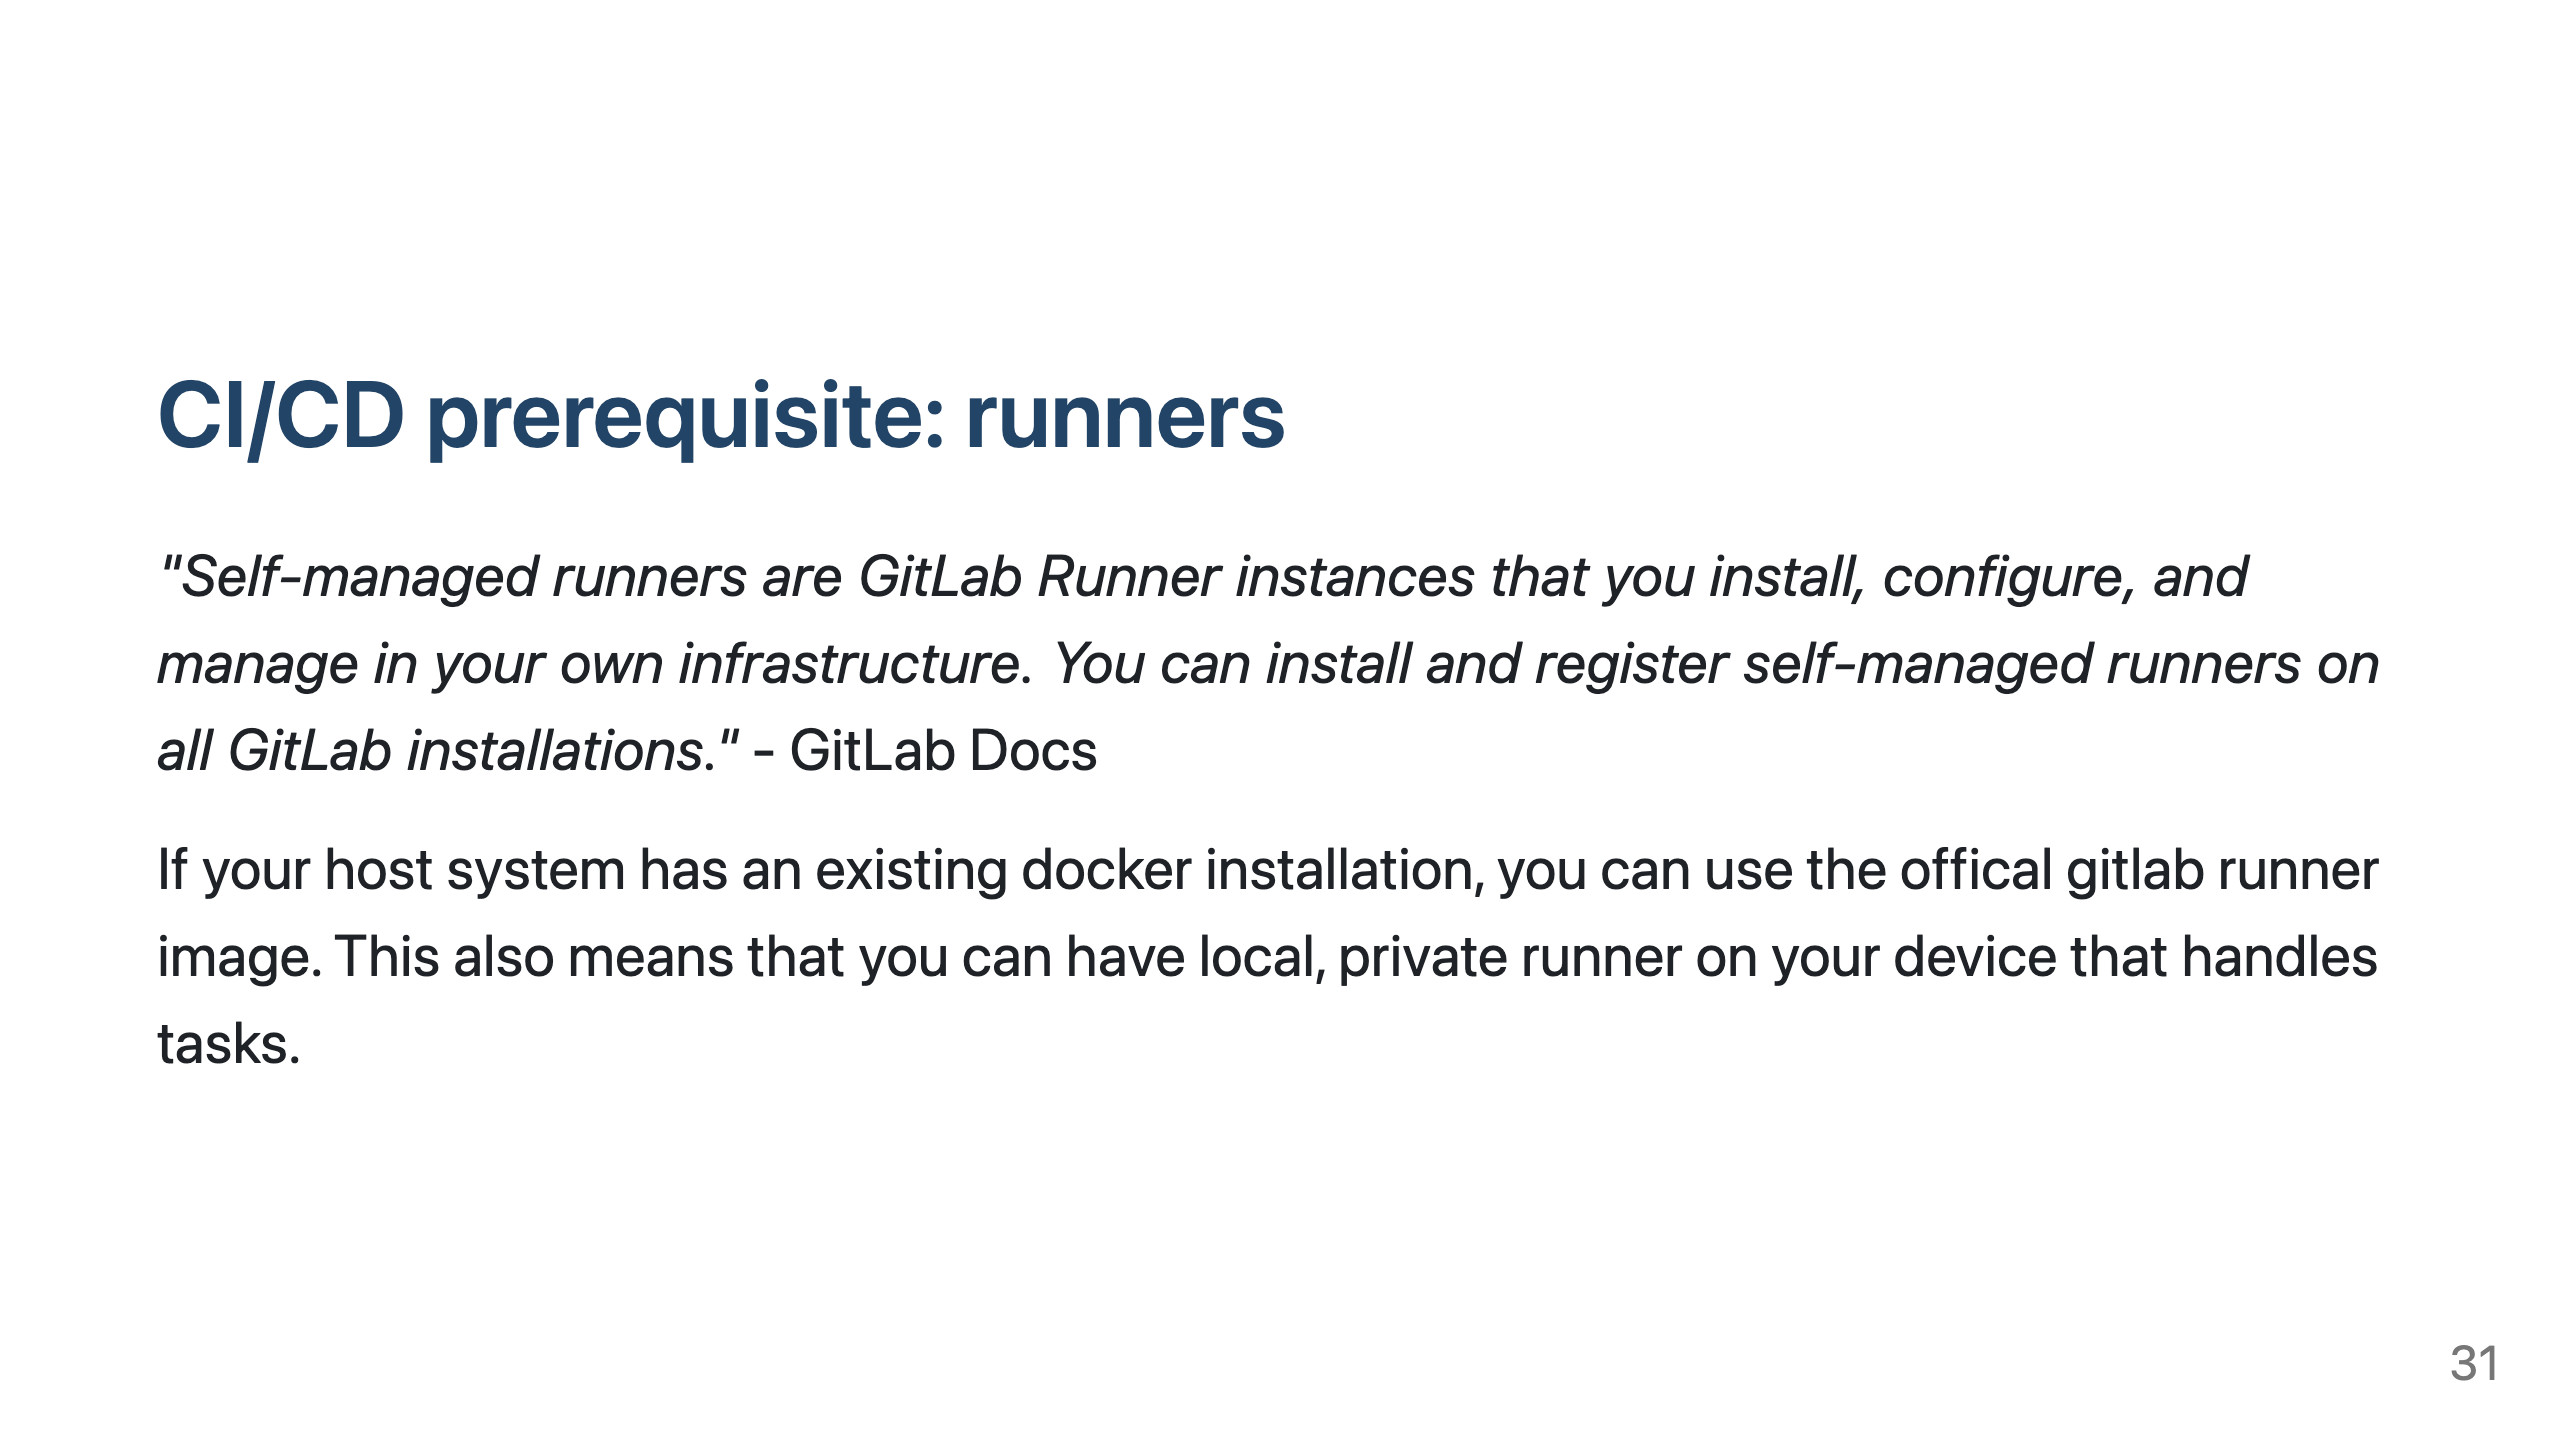 CI/CD prerequisite: runners
"Self-managed runners are GitLab Runner instances that you install, configure, and
manage in your own infrastructure. You can install and register self-managed runners on
all GitLab installations." - GitLab Docs
If your host system has an existing docker installation, you can use the offical gitlab runner
image. This also means that you can have local, private runner on your device that handles
tasks.
31